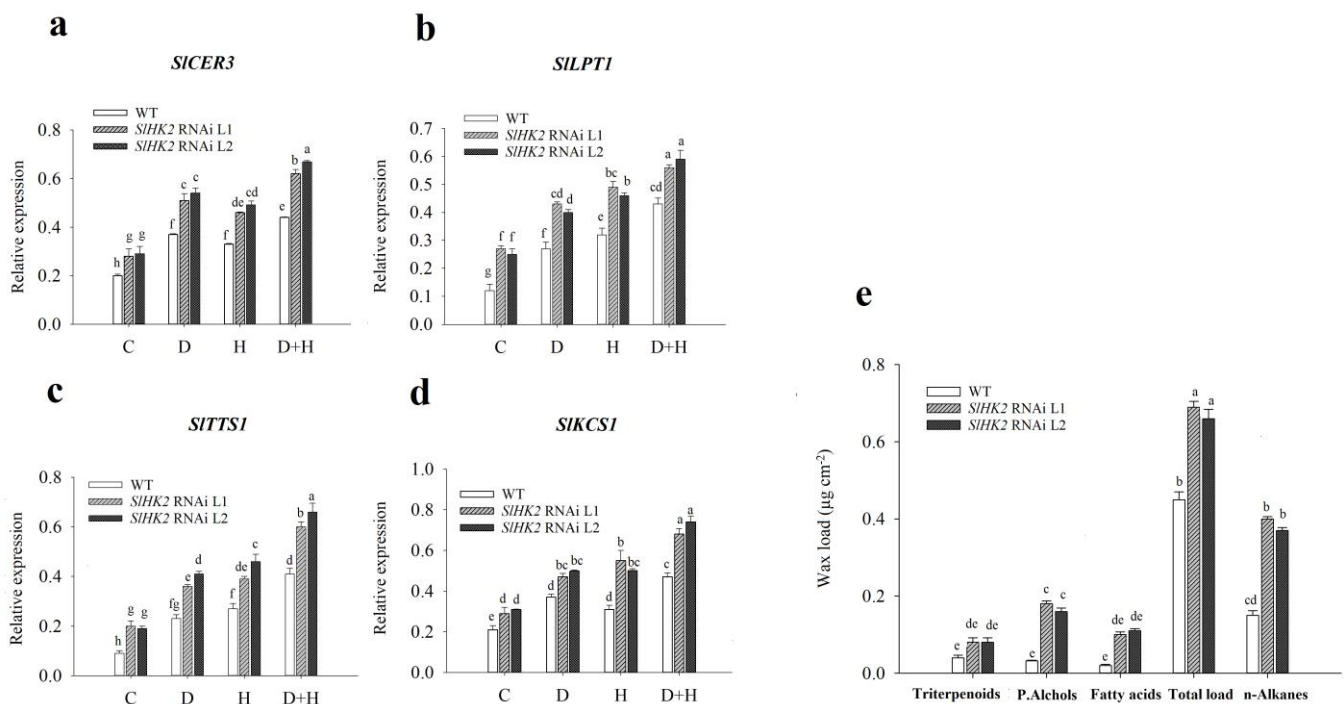 a
SlCER3
WT
SlHK2 RNAi L1
SlHK2 RNAi L2
Relative expression
0.8
0.6
0.4
0.2
0.0
h g g
f c c
f de cd
e b a
C D H D+H
b
SlLPT1
WT
SlHK2 RNAi L1
SlHK2 RNAi L2
Relative expression
0.7
0.6
0.5
0.4
0.3
0.2
0.1
0.0
g f f
f cd d
e bc b
cd a a
C D H D+H
c
SlTTS1
WT
SlHK2 RNAi L1
SlHK2 RNAi L2
Relative expression
0.8
0.6
0.4
0.2
0.0
h g g
fg e d
f de c
d b a
C D H D+H
d
SlKCS1
WT
SlHK2 RNAi L1
SlHK2 RNAi L2
Relative expression
1.0
0.8
0.6
0.4
0.2
0.0
e d d
d bc bc
d b bc
c a a
C D H D+H
e
WT
SlHK2 RNAi L1
SlHK2 RNAi L2
Wax load (µg cm⁻²)
0.8
0.6
0.4
0.2
0.0
e de de
e c c
e de de
b a a
cd b b
Triterpenoids P.Alchols Fatty acids Total load n-Alkanes